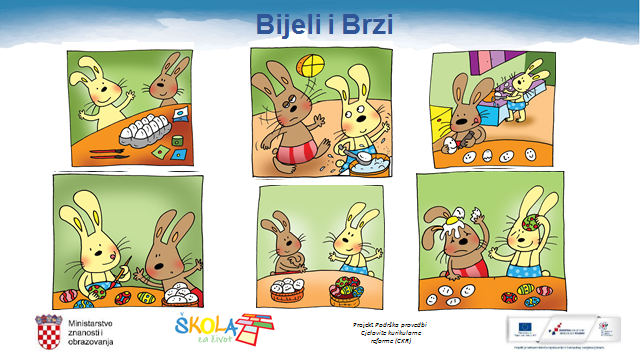 Bijeli i Brzi
Ministarstvo
znanosti i
obrazovanja
ŠKOLA
za život
Projekt Podrška provedbi
Cjelovite kurikularne
reforme (CKR)